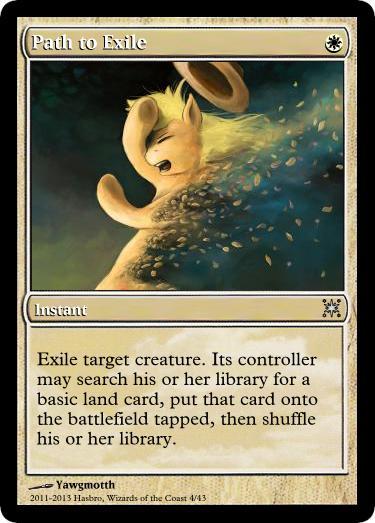 Path to Exile
Instant
Exile target creature. Its controller
may search his or her library for a
basic land card, put that card onto
the battlefield tapped, then shuffle
his or her library.
Yawgmotth
2011-2013 Hasbro, Wizards of the Coast 4/43